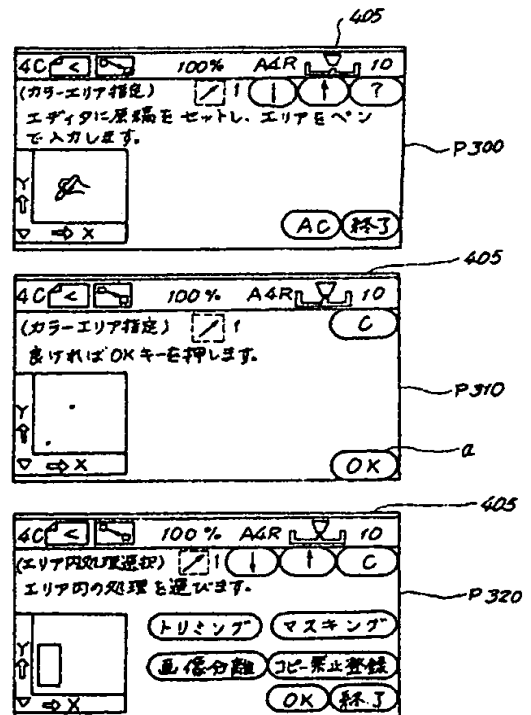 405
4C < 100% A4R 10
(カラーエリア指定) 1 ↓ ↑ ?
エディタに原稿をセットし、エリアをペン
で入力します。
P300
Y
⇧
▽ ⇨ X
AC 終了
405
4C < 100% A4R 10
(カラーエリア指定) 1 C
良ければOKキーを押します。
P310
Y
⇧
▽ ⇨ X
OK
a
405
4C < 100% A4R 10
(エリア内処理選択) 1 ↓ ↑ C
エリア内の処理を選びます。
P320
トリミング マスキング
Y
⇧
画像分離 コピー禁止登録
▽ ⇨ X
OK 終了